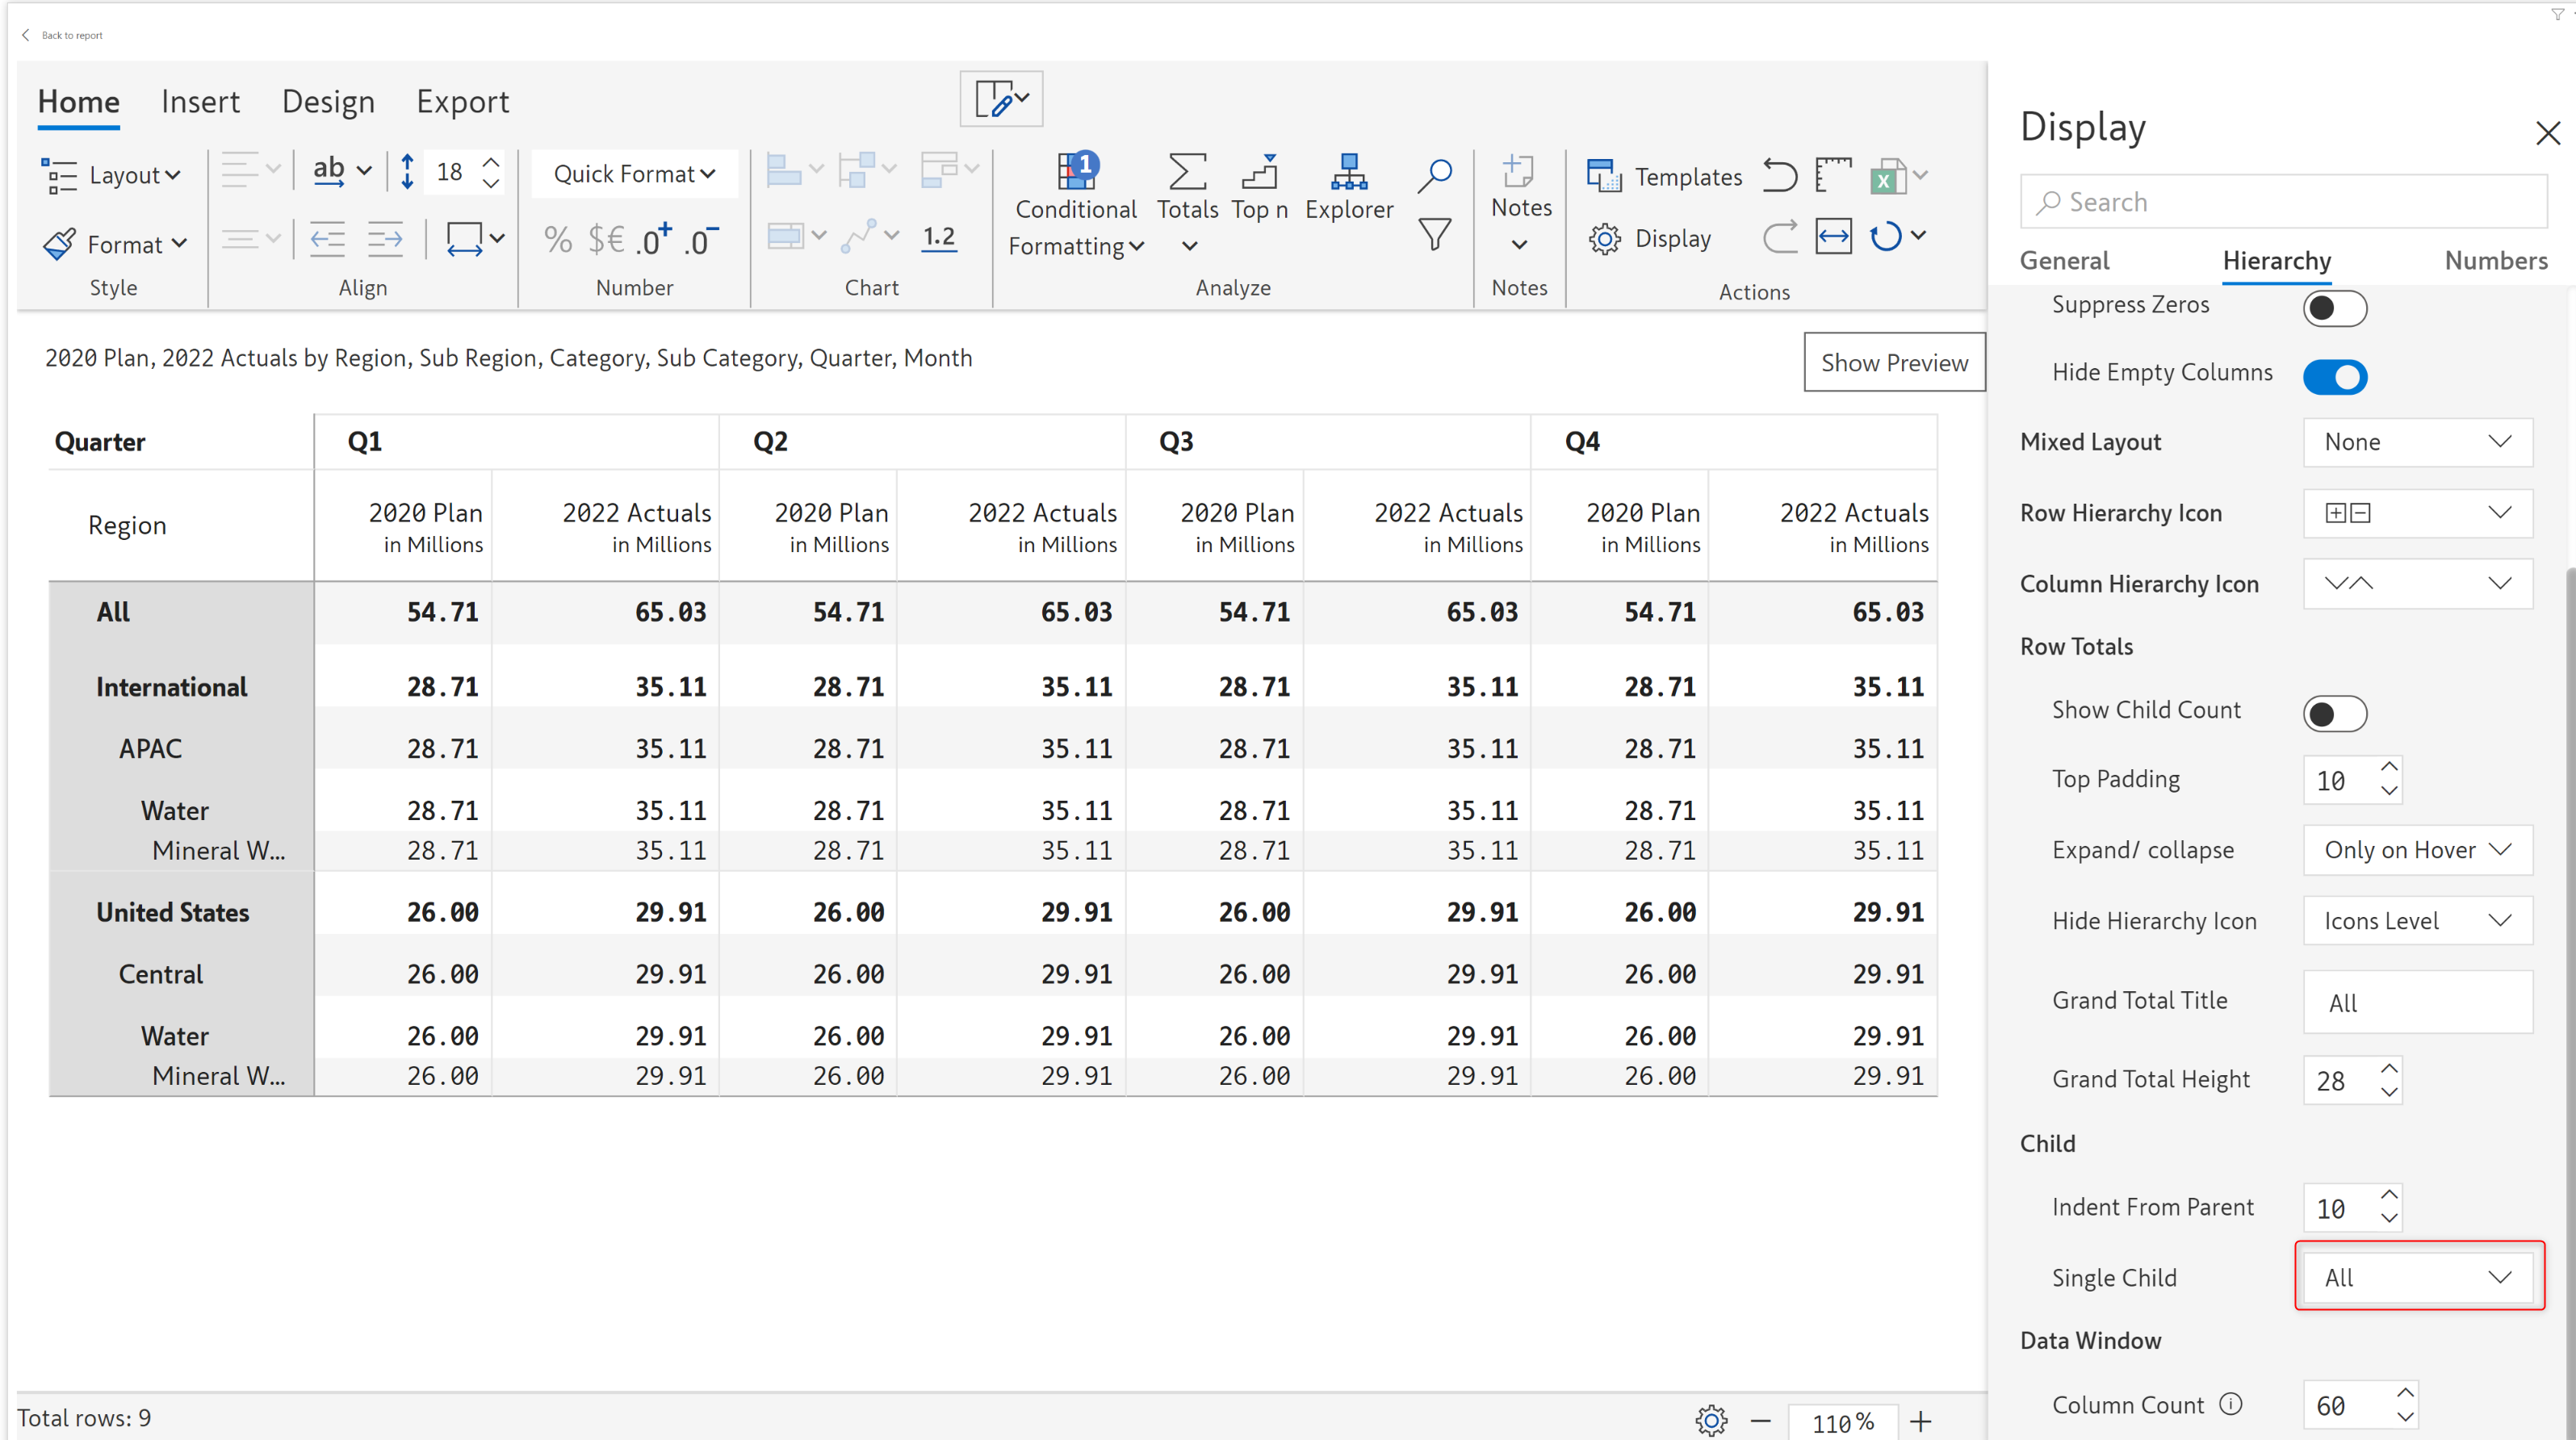 Back to report
Home Insert Design Export
Layout ab 18 Quick Format
Format % $€ .0+ .0- 1.2
Style Align Number Chart
1
Conditional Formatting Totals Top n Explorer
Analyze
Notes
Notes
Templates X
Display
Actions
2020 Plan, 2022 Actuals by Region, Sub Region, Category, Sub Category, Quarter, Month
Show Preview
Quarter Q1 Q2 Q3 Q4
Region 2020 Plan 2022 Actuals 2020 Plan 2022 Actuals 2020 Plan 2022 Actuals 2020 Plan 2022 Actuals
in Millions in Millions in Millions in Millions in Millions in Millions in Millions in Millions
All 54.71 65.03 54.71 65.03 54.71 65.03 54.71 65.03
International 28.71 35.11 28.71 35.11 28.71 35.11 28.71 35.11
APAC 28.71 35.11 28.71 35.11 28.71 35.11 28.71 35.11
Water 28.71 35.11 28.71 35.11 28.71 35.11 28.71 35.11
Mineral W... 28.71 35.11 28.71 35.11 28.71 35.11 28.71 35.11
United States 26.00 29.91 26.00 29.91 26.00 29.91 26.00 29.91
Central 26.00 29.91 26.00 29.91 26.00 29.91 26.00 29.91
Water 26.00 29.91 26.00 29.91 26.00 29.91 26.00 29.91
Mineral W... 26.00 29.91 26.00 29.91 26.00 29.91 26.00 29.91
Total rows: 9
110%
Display
Search
General Hierarchy Numbers
Suppress Zeros
Hide Empty Columns
Mixed Layout None
Row Hierarchy Icon
Column Hierarchy Icon
Row Totals
Show Child Count
Top Padding 10
Expand/ collapse Only on Hover
Hide Hierarchy Icon Icons Level
Grand Total Title All
Grand Total Height 28
Child
Indent From Parent 10
Single Child All
Data Window
Column Count 60